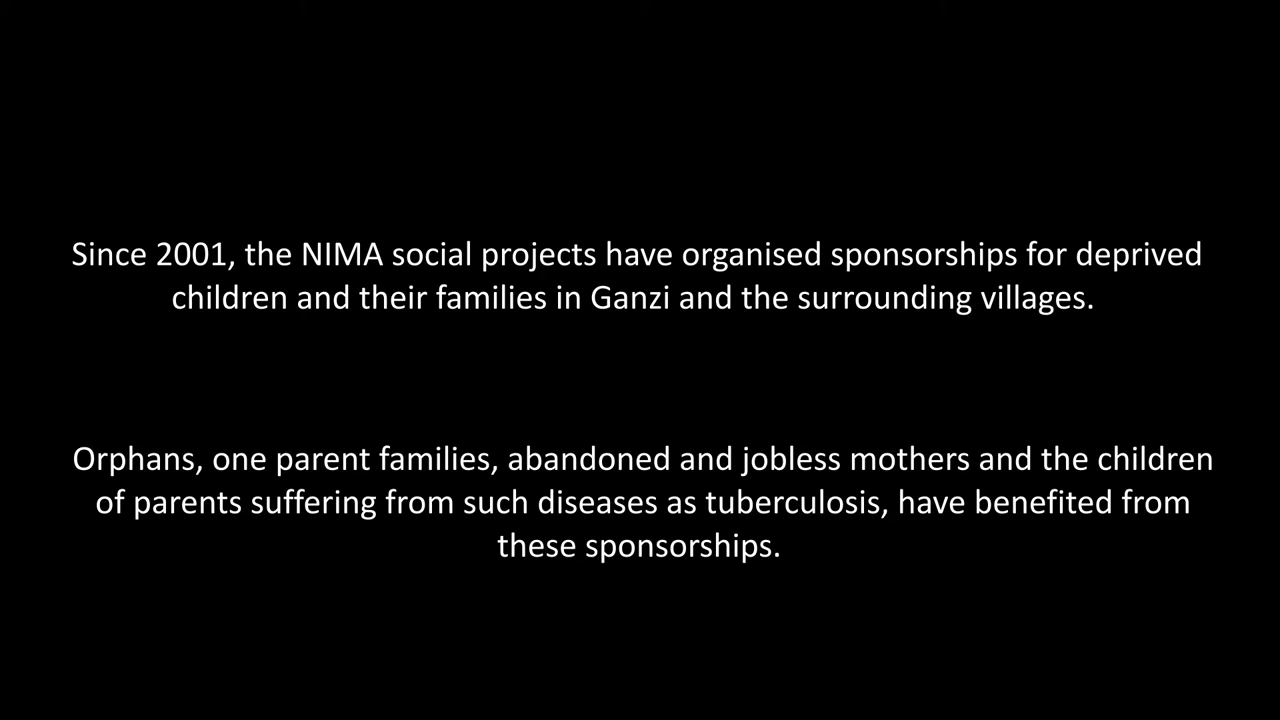 Since 2001, the NIMA social projects have organised sponsorships for deprived
children and their families in Ganzi and the surrounding villages.
Orphans, one parent families, abandoned and jobless mothers and the children
of parents suffering from such diseases as tuberculosis, have benefited from
these sponsorships.